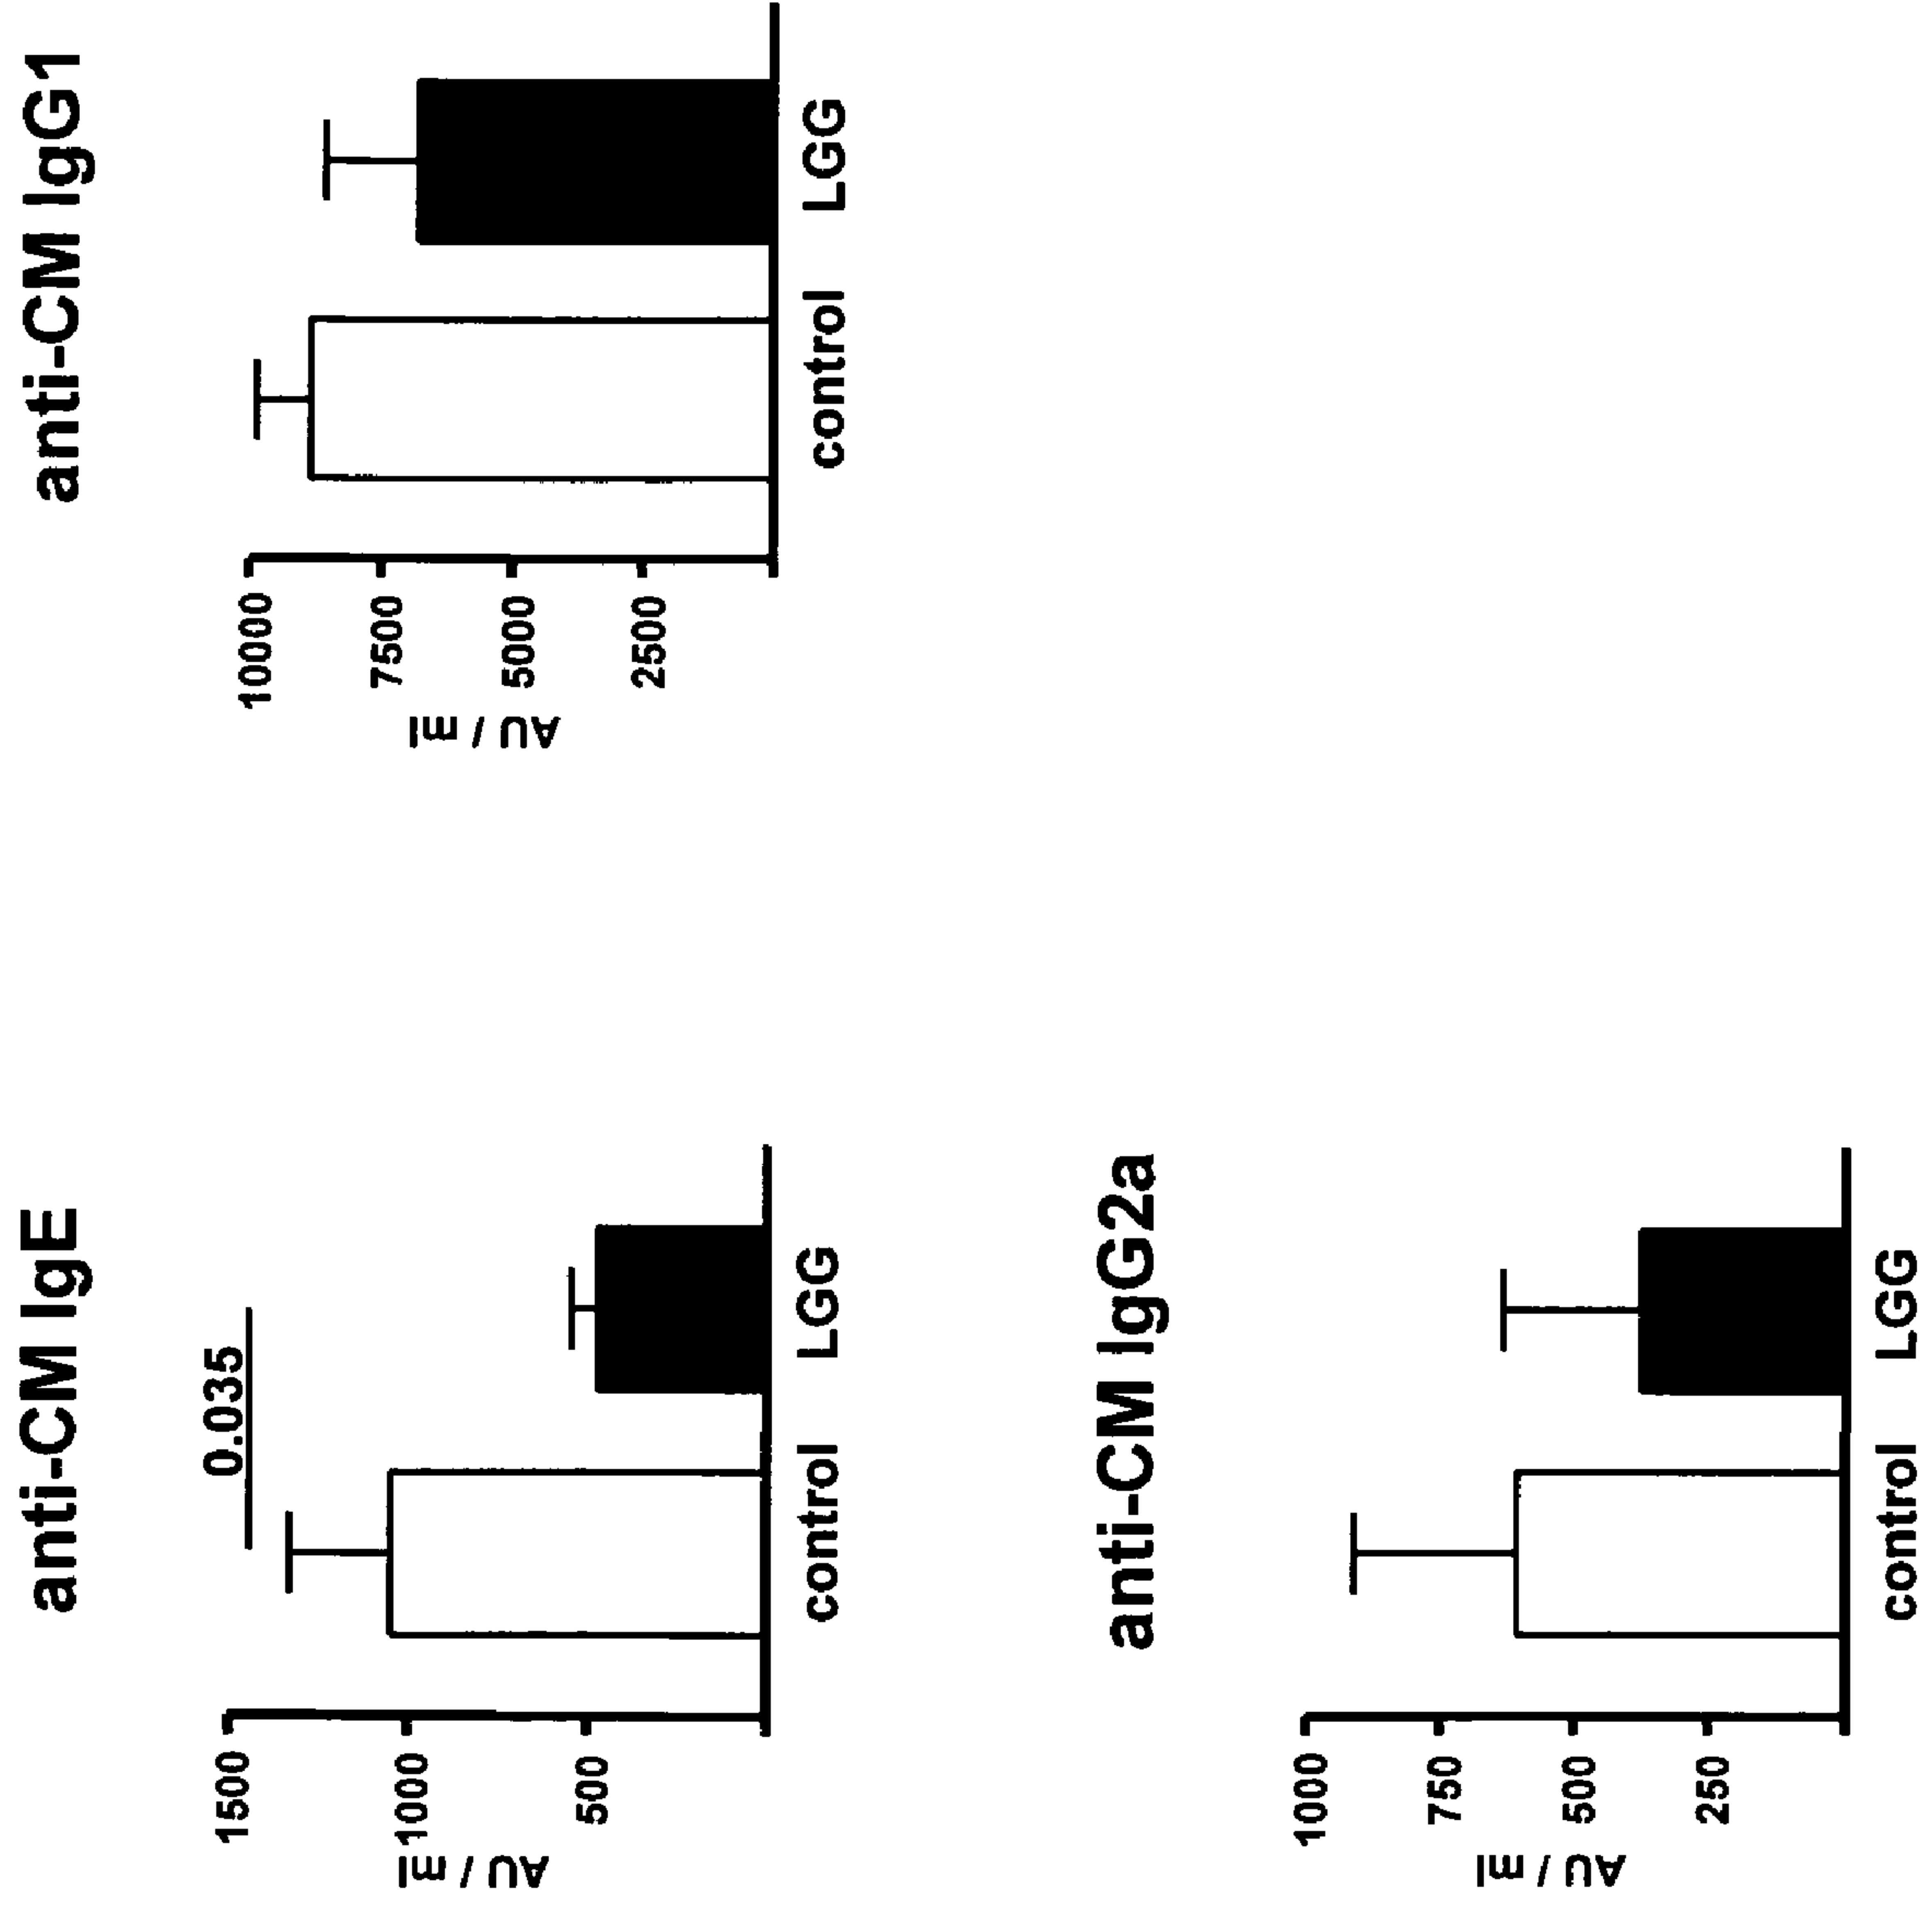 anti-CM IgE
AU / ml
1500
1000
500
0.035
control LGG
anti-CM IgG1
AU / ml
10000
7500
5000
2500
control LGG
anti-CM IgG2a
AU / ml
1000
750
500
250
control LGG